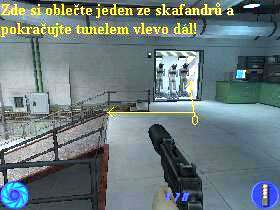 Zde si oblečte jeden ze skafandrů a
pokračujte tunelem vlevo dál!